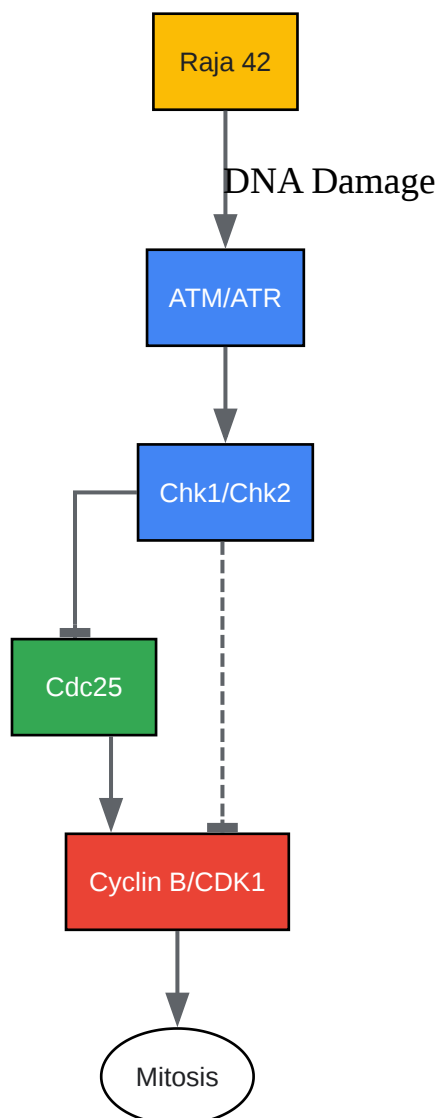 Raja 42
DNA Damage
ATM/ATR
Chk1/Chk2
Cdc25
Cyclin B/CDK1
Mitosis